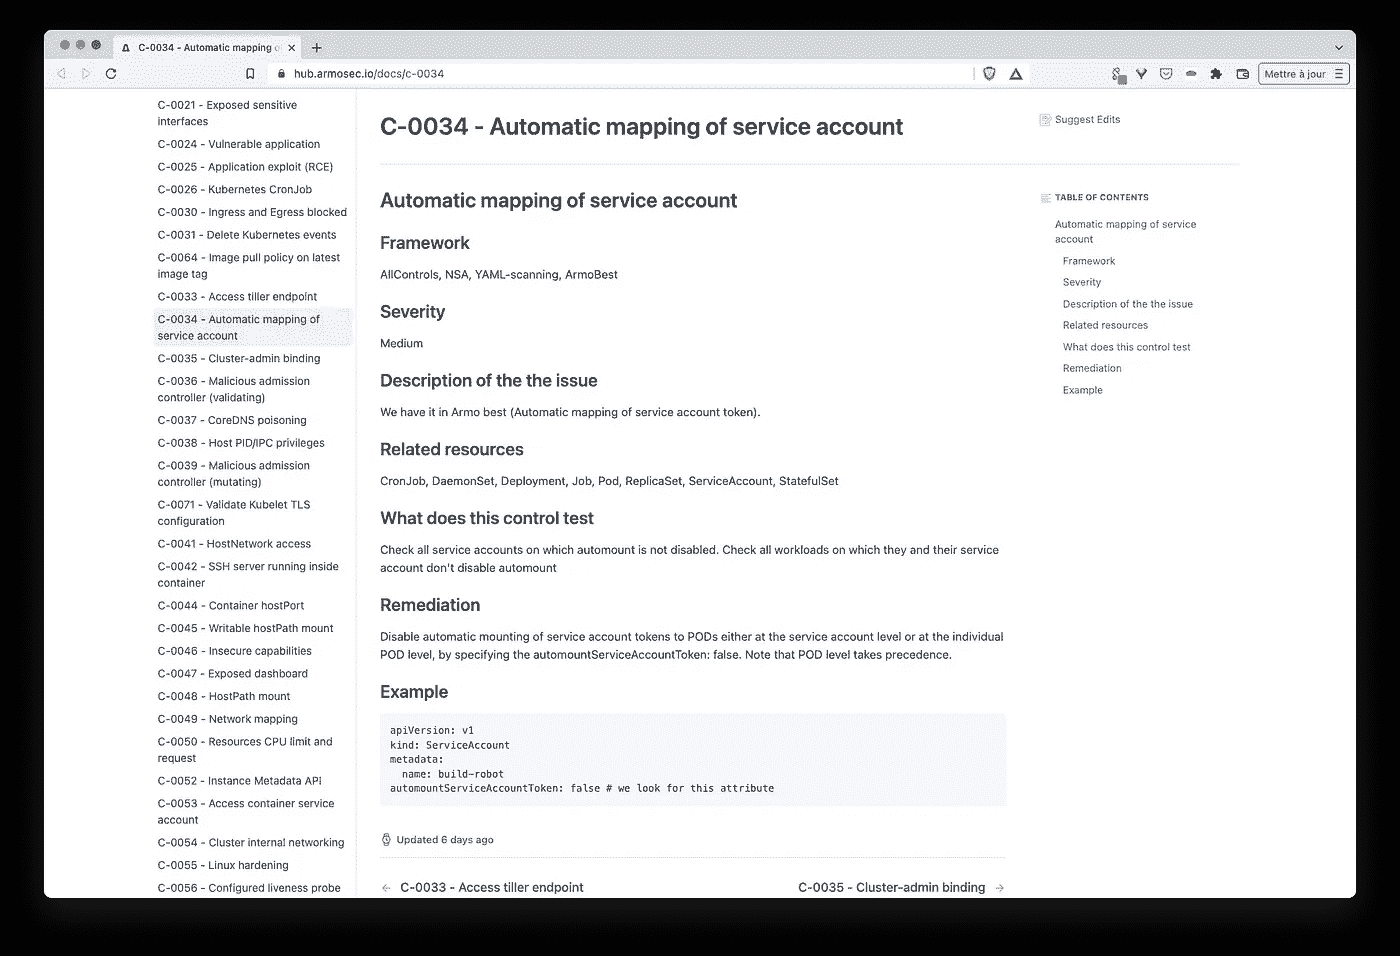 C-0034 - Automatic mapping o
hub.armosec.io/docs/c-0034
Mettre à jour
C-0021 - Exposed sensitive
interfaces
C-0024 - Vulnerable application
C-0025 - Application exploit (RCE)
C-0026 - Kubernetes CronJob
C-0030 - Ingress and Egress blocked
C-0031 - Delete Kubernetes events
C-0064 - Image pull policy on latest
image tag
C-0033 - Access tiller endpoint
C-0034 - Automatic mapping of
service account
C-0035 - Cluster-admin binding
C-0036 - Malicious admission
controller (validating)
C-0037 - CoreDNS poisoning
C-0038 - Host PID/IPC privileges
C-0039 - Malicious admission
controller (mutating)
C-0071 - Validate Kubelet TLS
configuration
C-0041 - HostNetwork access
C-0042 - SSH server running inside
container
C-0044 - Container hostPort
C-0045 - Writable hostPath mount
C-0046 - Insecure capabilities
C-0047 - Exposed dashboard
C-0048 - HostPath mount
C-0049 - Network mapping
C-0050 - Resources CPU limit and
request
C-0052 - Instance Metadata API
C-0053 - Access container service
account
C-0054 - Cluster internal networking
C-0055 - Linux hardening
C-0056 - Configured liveness probe
C-0034 - Automatic mapping of service account
Automatic mapping of service account
Framework
AllControls, NSA, YAML-scanning, ArmoBest
Severity
Medium
Description of the the issue
We have it in Armo best (Automatic mapping of service account token).
Related resources
CronJob, DaemonSet, Deployment, Job, Pod, ReplicaSet, ServiceAccount, StatefulSet
What does this control test
Check all service accounts on which automount is not disabled. Check all workloads on which they and their service
account don't disable automount
Remediation
Disable automatic mounting of service account tokens to PODs either at the service account level or at the individual
POD level, by specifying the automountServiceAccountToken: false. Note that POD level takes precedence.
Example
apiVersion: v1
kind: ServiceAccount
metadata:
  name: build-robot
automountServiceAccountToken: false # we look for this attribute
Updated 6 days ago
← C-0033 - Access tiller endpoint
C-0035 - Cluster-admin binding →
Suggest Edits
TABLE OF CONTENTS
Automatic mapping of service
account
Framework
Severity
Description of the the issue
Related resources
What does this control test
Remediation
Example